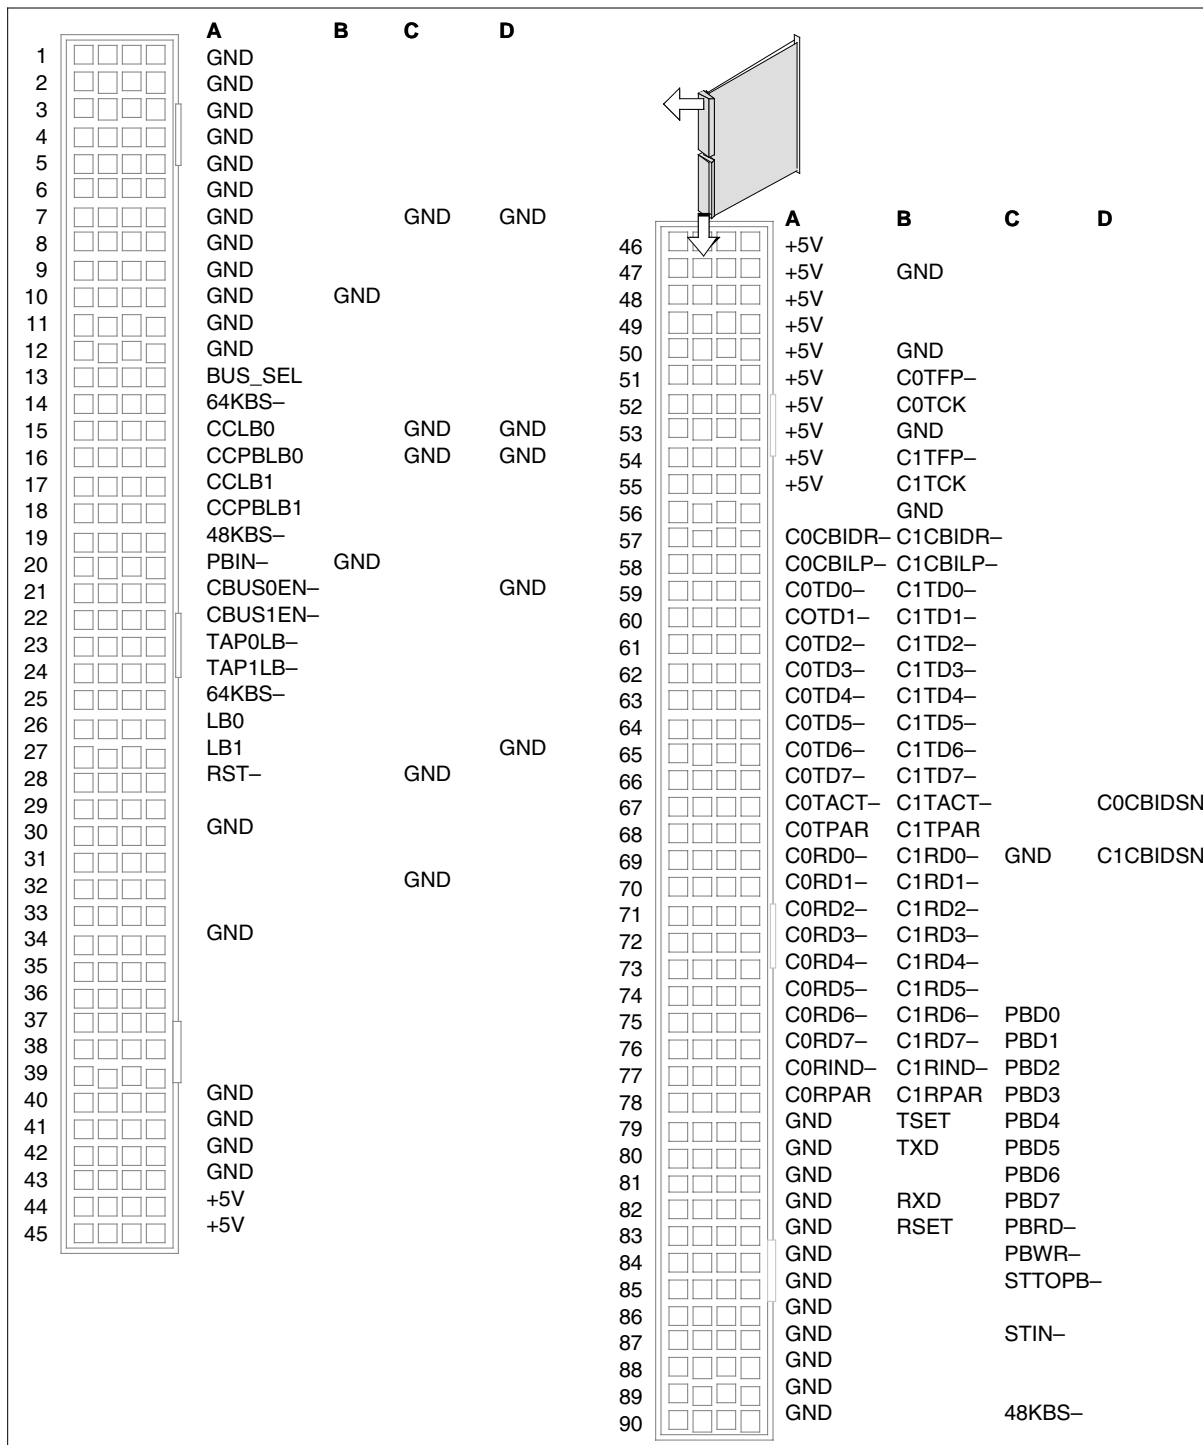 A B C D
1 GND
2 GND
3 GND
4 GND
5 GND
6 GND
7 GND GND GND
8 GND
9 GND
10 GND GND
11 GND
12 GND
13 BUS_SEL
14 64KBS–
15 CCLB0 GND GND
16 CCPBLB0 GND GND
17 CCLB1
18 CCPBLB1
19 48KBS–
20 PBIN– GND
21 CBUS0EN– GND
22 CBUS1EN–
23 TAP0LB–
24 TAP1LB–
25 64KBS–
26 LB0
27 LB1 GND
28 RST– GND
29
30 GND
31
32 GND
33
34 GND
35
36
37
38
39
40 GND
41 GND
42 GND
43 GND
44 +5V
45 +5V
A B C D
46 +5V
47 +5V GND
48 +5V
49 +5V
50 +5V GND
51 +5V C0TFP–
52 +5V C0TCK
53 +5V GND
54 +5V C1TFP–
55 +5V C1TCK
56 GND
57 C0CBIDR– C1CBIDR–
58 C0CBILP– C1CBILP–
59 C0TD0– C1TD0–
60 COTD1– C1TD1–
61 C0TD2– C1TD2–
62 C0TD3– C1TD3–
63 C0TD4– C1TD4–
64 C0TD5– C1TD5–
65 C0TD6– C1TD6–
66 C0TD7– C1TD7–
67 C0TACT– C1TACT– C0CBIDSN
68 C0TPAR C1TPAR
69 C0RD0– C1RD0– GND C1CBIDSN
70 C0RD1– C1RD1–
71 C0RD2– C1RD2–
72 C0RD3– C1RD3–
73 C0RD4– C1RD4–
74 C0RD5– C1RD5–
75 C0RD6– C1RD6– PBD0
76 C0RD7– C1RD7– PBD1
77 C0RIND– C1RIND– PBD2
78 C0RPAR C1RPAR PBD3
79 GND TSET PBD4
80 GND TXD PBD5
81 GND PBD6
82 GND RXD PBD7
83 GND RSET PBRD–
84 GND PBWR–
85 GND STTOPB–
86 GND
87 GND STIN–
88 GND
89 GND
90 GND 48KBS–